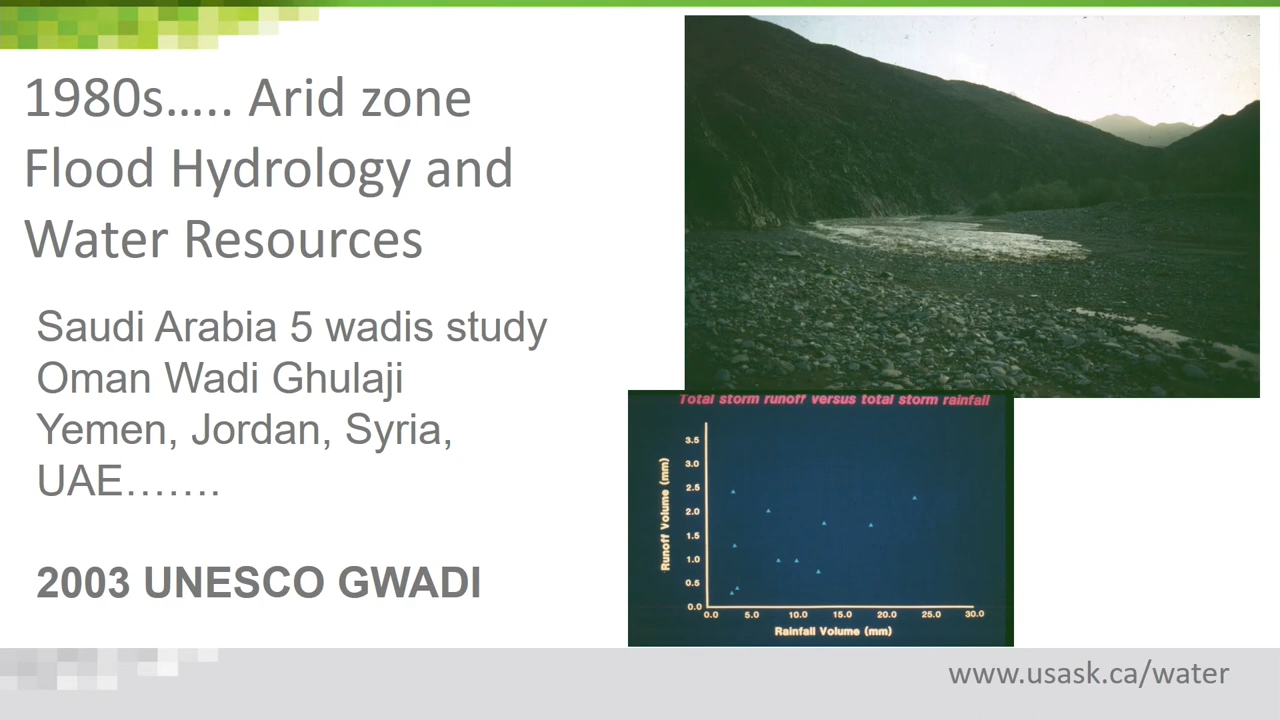 1980s….. Arid zone
Flood Hydrology and
Water Resources
Saudi Arabia 5 wadis study
Oman Wadi Ghulaji
Yemen, Jordan, Syria,
UAE…….
2003 UNESCO GWADI
Total storm runoff versus total storm rainfall
Runoff Volume (mm)
3.5
3.0
2.5
2.0
1.5
1.0
0.5
0.0
0.0 5.0 10.0 15.0 20.0 25.0 30.0
Rainfall Volume (mm)
www.usask.ca/water